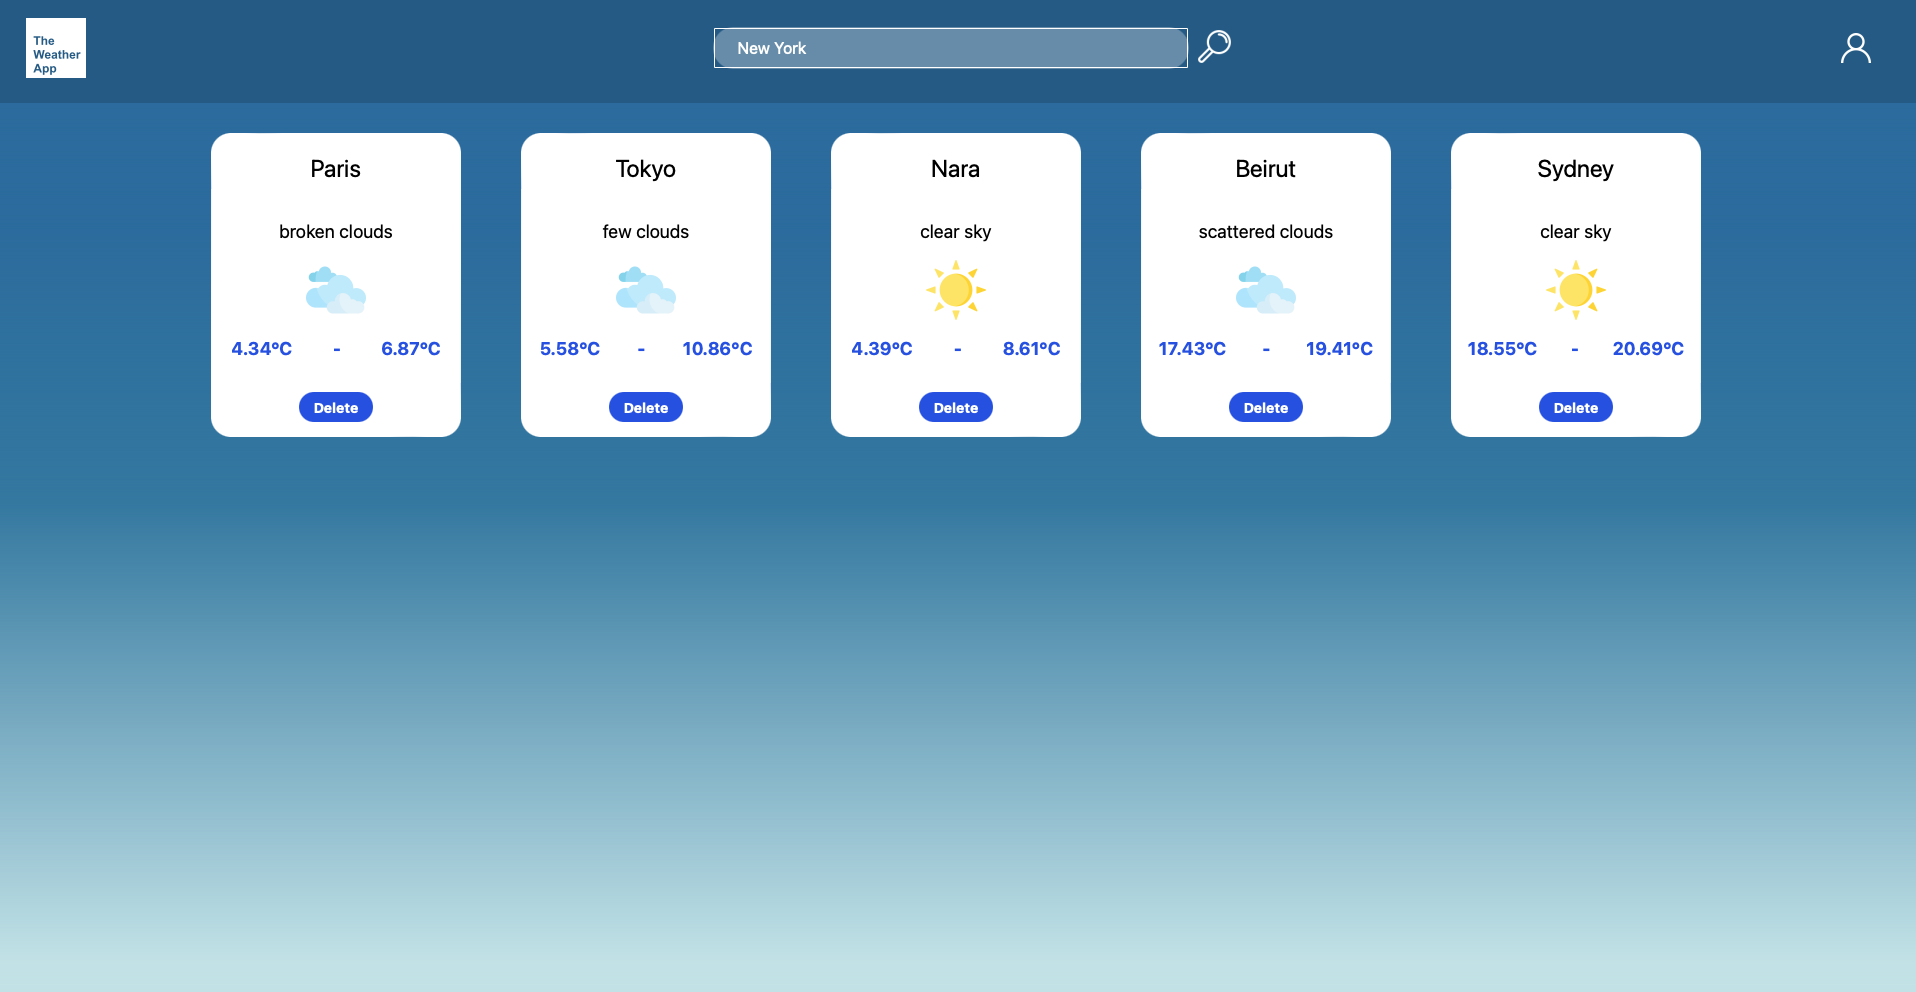 The
Weather
App
New York
Paris
broken clouds
4.34°C - 6.87°C
Delete
Tokyo
few clouds
5.58°C - 10.86°C
Delete
Nara
clear sky
4.39°C - 8.61°C
Delete
Beirut
scattered clouds
17.43°C - 19.41°C
Delete
Sydney
clear sky
18.55°C - 20.69°C
Delete